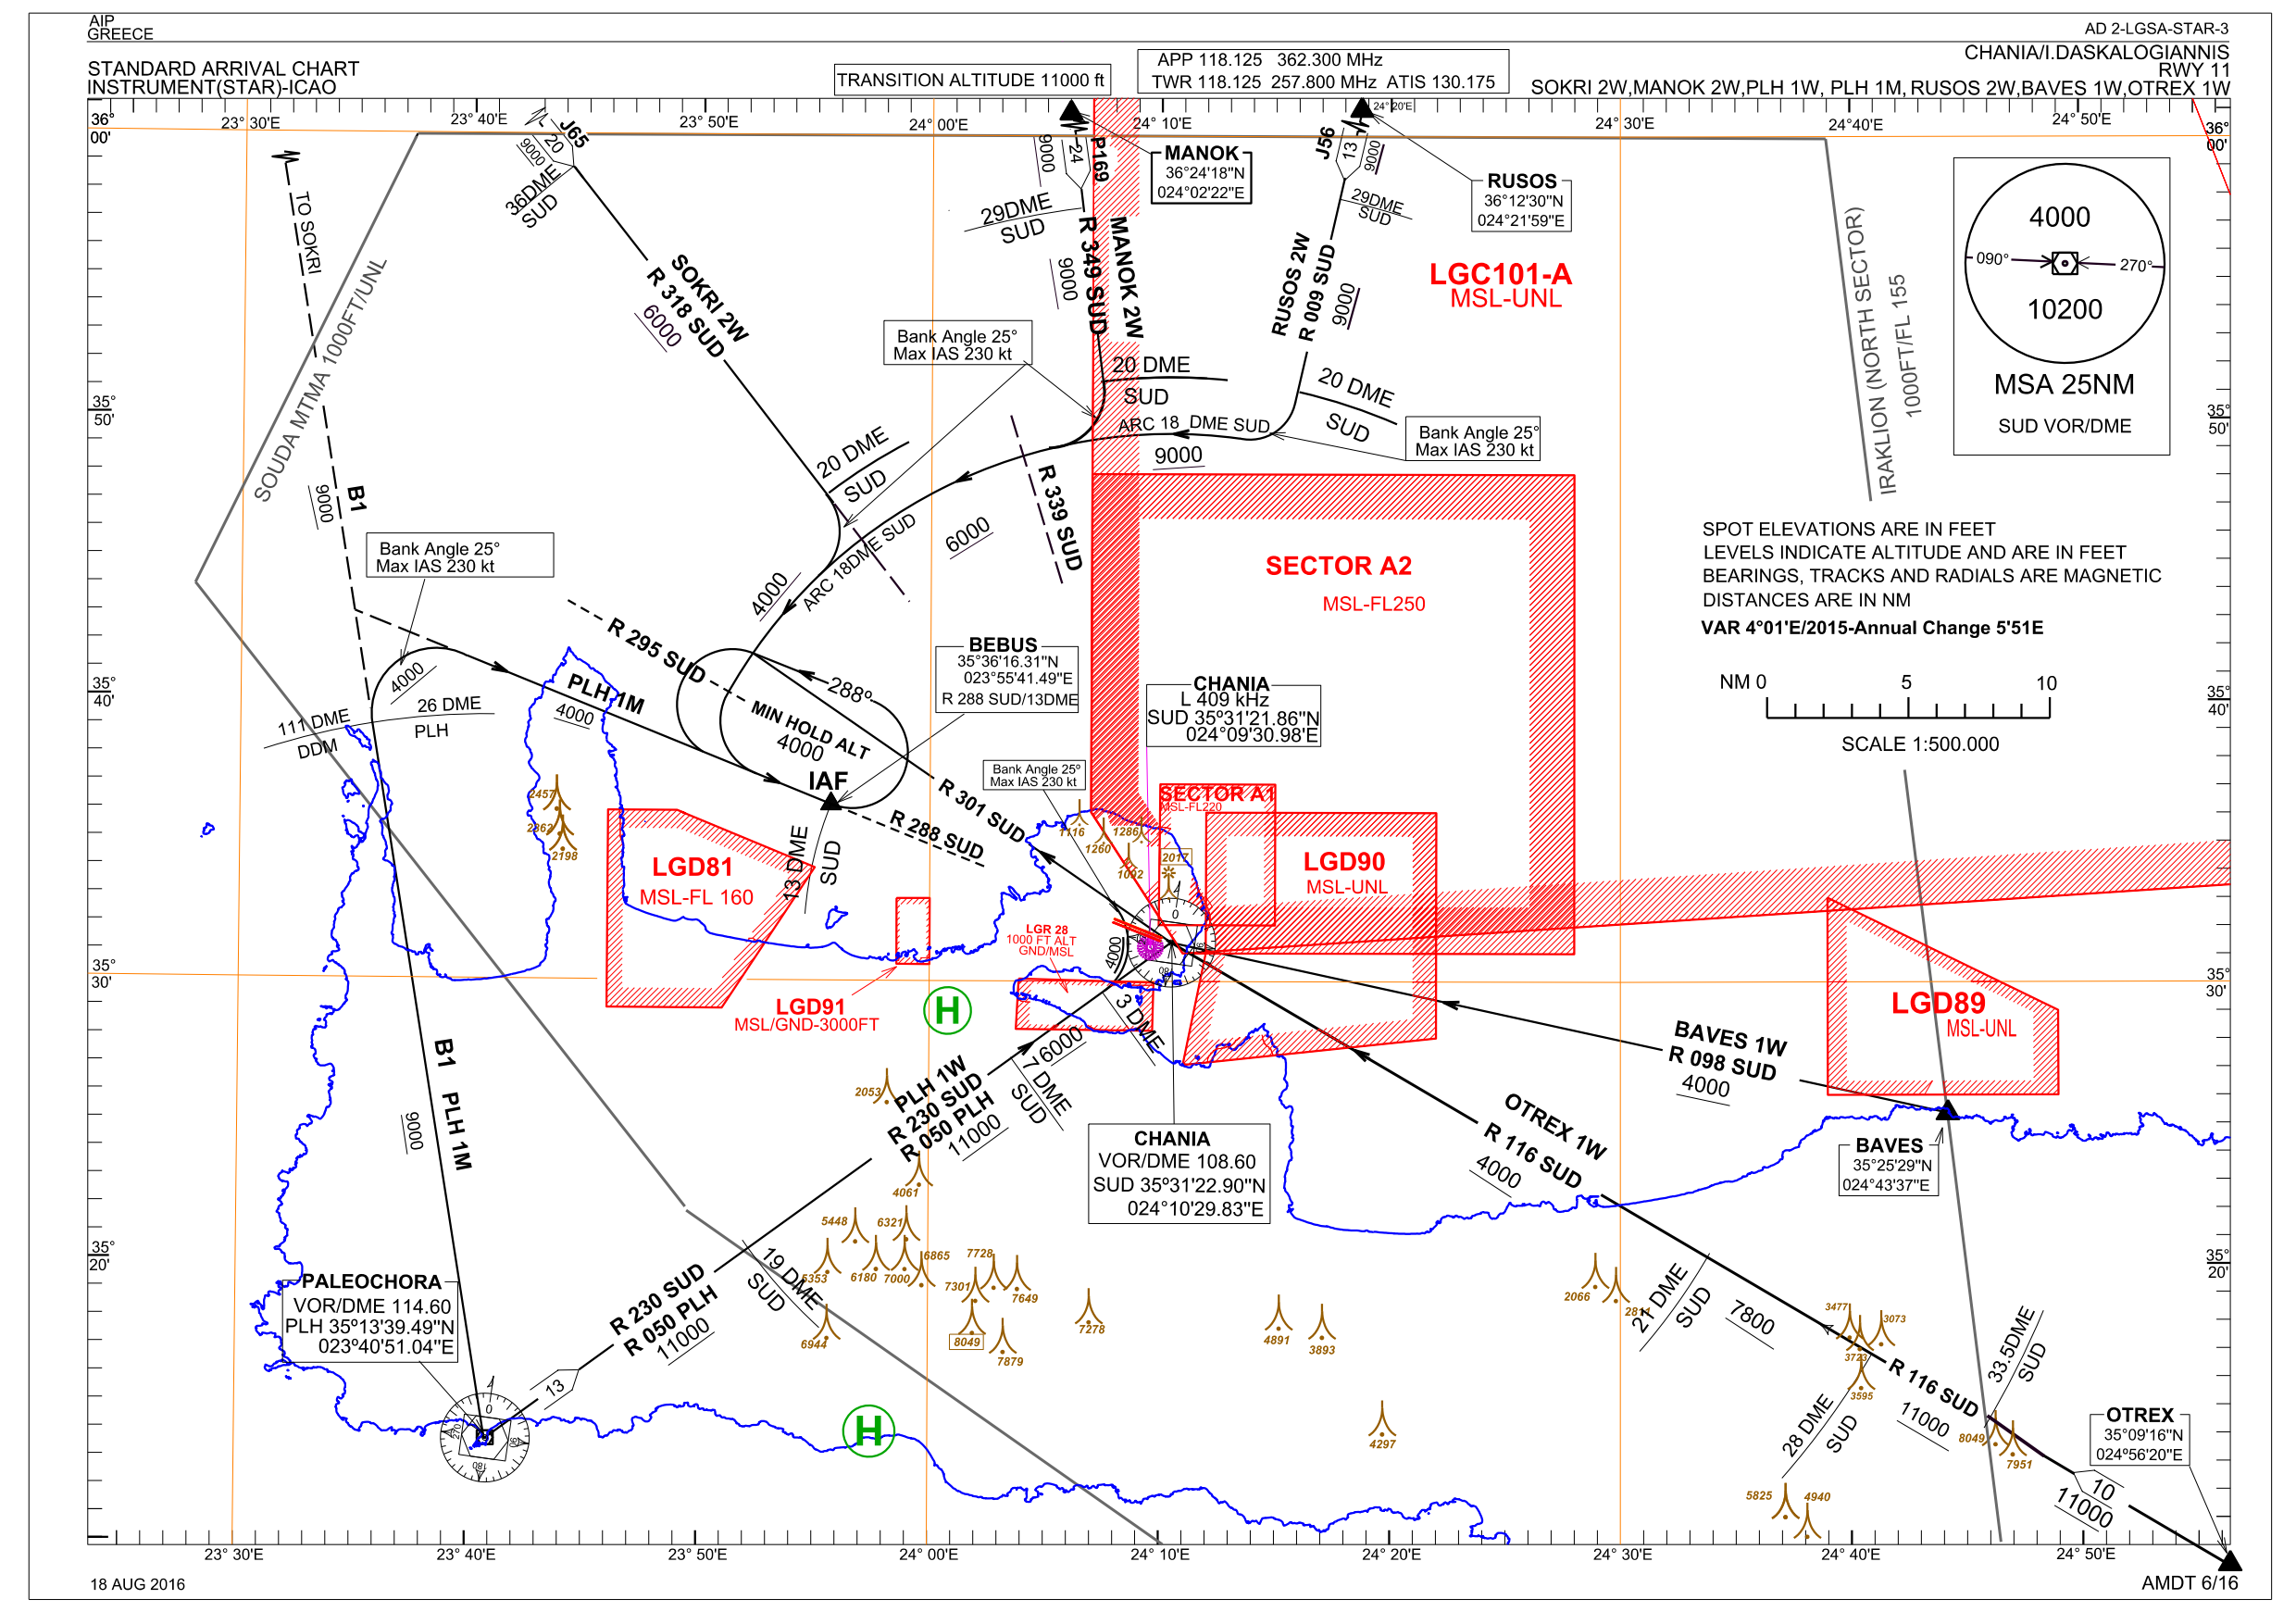 AIP
GREECE
AD 2-LGSA-STAR-3
STANDARD ARRIVAL CHART
INSTRUMENT(STAR)-ICAO
TRANSITION ALTITUDE 11000 ft
APP 118.125 362.300 MHz
TWR 118.125 257.800 MHz ATIS 130.175
CHANIA/I.DASKALOGIANNIS
RWY 11
SOKRI 2W,MANOK 2W,PLH 1W, PLH 1M, RUSOS 2W,BAVES 1W,OTREX 1W
36°
00'
23° 30'E
23° 40'E
23° 50'E
24° 00'E
24° 10'E
24° 20'E
24° 30'E
24° 40'E
24° 50'E
36°
00'
TO SOKRI
J65
20
9000
36DME
SUD
9000
24
P169
29DME
SUD
MANOK
36°24'18"N
024°02'22"E
J56
13
9000
29DME
SUD
RUSOS
36°12'30"N
024°21'59"E
SOUDA MTMA 1000FT/UNL
SOKRI 2W
R 318 SUD
6000
R 349 SUD
MANOK 2W
9000
RUSOS 2W
R 009 SUD
9000
LGC101-A
MSL-UNL
IRAKLION (NORTH SECTOR)
1000FT/FL 155
4000
090°
270°
10200
MSA 25NM
SUD VOR/DME
Bank Angle 25°
Max IAS 230 kt
20 DME
SUD
20 DME
SUD
20 DME
SUD
ARC 18 DME SUD
9000
Bank Angle 25°
Max IAS 230 kt
35°
50'
35°
50'
B1
9000
R 339 SUD
6000
ARC 18DME SUD
4000
Bank Angle 25°
Max IAS 230 kt
4000
SECTOR A2
MSL-FL250
SPOT ELEVATIONS ARE IN FEET
LEVELS INDICATE ALTITUDE AND ARE IN FEET
BEARINGS, TRACKS AND RADIALS ARE MAGNETIC
DISTANCES ARE IN NM
VAR 4°01'E/2015-Annual Change 5'51E
NM 0
5
10
SCALE 1:500.000
R 295 SUD
BEBUS
35°36'16.31"N
023°55'41.49"E
R 288 SUD/13DME
CHANIA
L 409 kHz
SUD 35º31'21.86"N
024°09'30.98'E
35°
40'
35°
40'
111 DME
DDM
26 DME
PLH
PLH 1M
4000
288º
MIN HOLD ALT
4000
IAF
13 DME
SUD
R 301 SUD
R 288 SUD
Bank Angle 25º
Max IAS 230 kt
SECTOR A1
MSL-FL220
2457
2362
2198
1116
1260
1286
1092
2017
LGD81
MSL-FL 160
LGD90
MSL-UNL
LGR 28
1000 FT ALT
GND/MSL
4000
0
35°
30'
35°
30'
LGD91
MSL/GND-3000FT
H
3 DME
7 DME
SUD
6000
LGD89
MSL-UNL
BAVES 1W
R 098 SUD
4000
OTREX 1W
R 116 SUD
4000
BAVES
35°25'29"N
024°43'37"E
B1 PLH 1M
9000
2053
PLH 1W
R 230 SUD
R 050 PLH
11000
4061
CHANIA
VOR/DME 108.60
SUD 35º31'22.90"N
024°10'29.83"E
35°
20'
35°
20'
5448
6321
5353
6180
7000
6865
7728
7301
7649
8049
7879
7278
6944
4891
3893
2066
2811
19 DME
SUD
21 DME
SUD
7800
3477
3073
3723
3595
33.5DME
SUD
28 DME
SUD
R 116 SUD
11000
8049
7951
10
11000
OTREX
35°09'16"N
024°56'20"E
PALEOCHORA
VOR/DME 114.60
PLH 35º13'39.49"N
023º40'51.04"E
R 230 SUD
R 050 PLH
11000
13
0
270
180
H
4297
5825
4940
23° 30'E
23° 40'E
23° 50'E
24° 00'E
24° 10'E
24° 20'E
24° 30'E
24° 40'E
24° 50'E
18 AUG 2016
AMDT 6/16